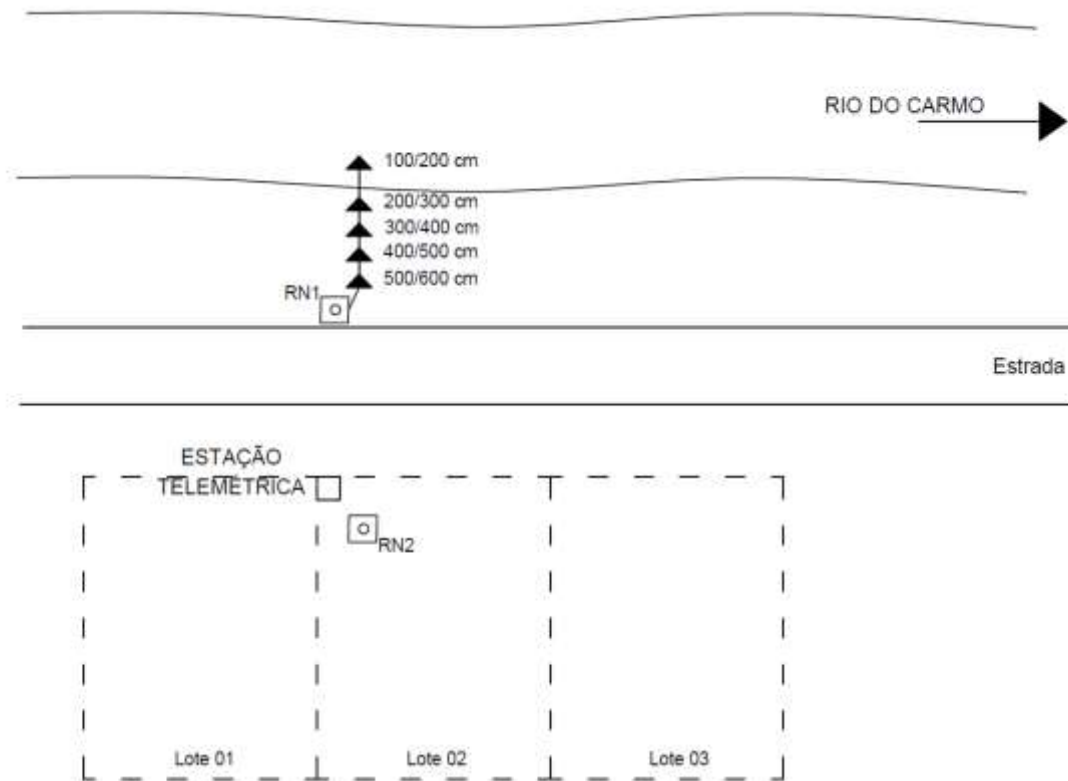 RIO DO CARMO
100/200 cm
200/300 cm
300/400 cm
400/500 cm
500/600 cm
RN1
Estrada
ESTAÇÃO
TELEMÉTRICA
RN2
Lote 01
Lote 02
Lote 03